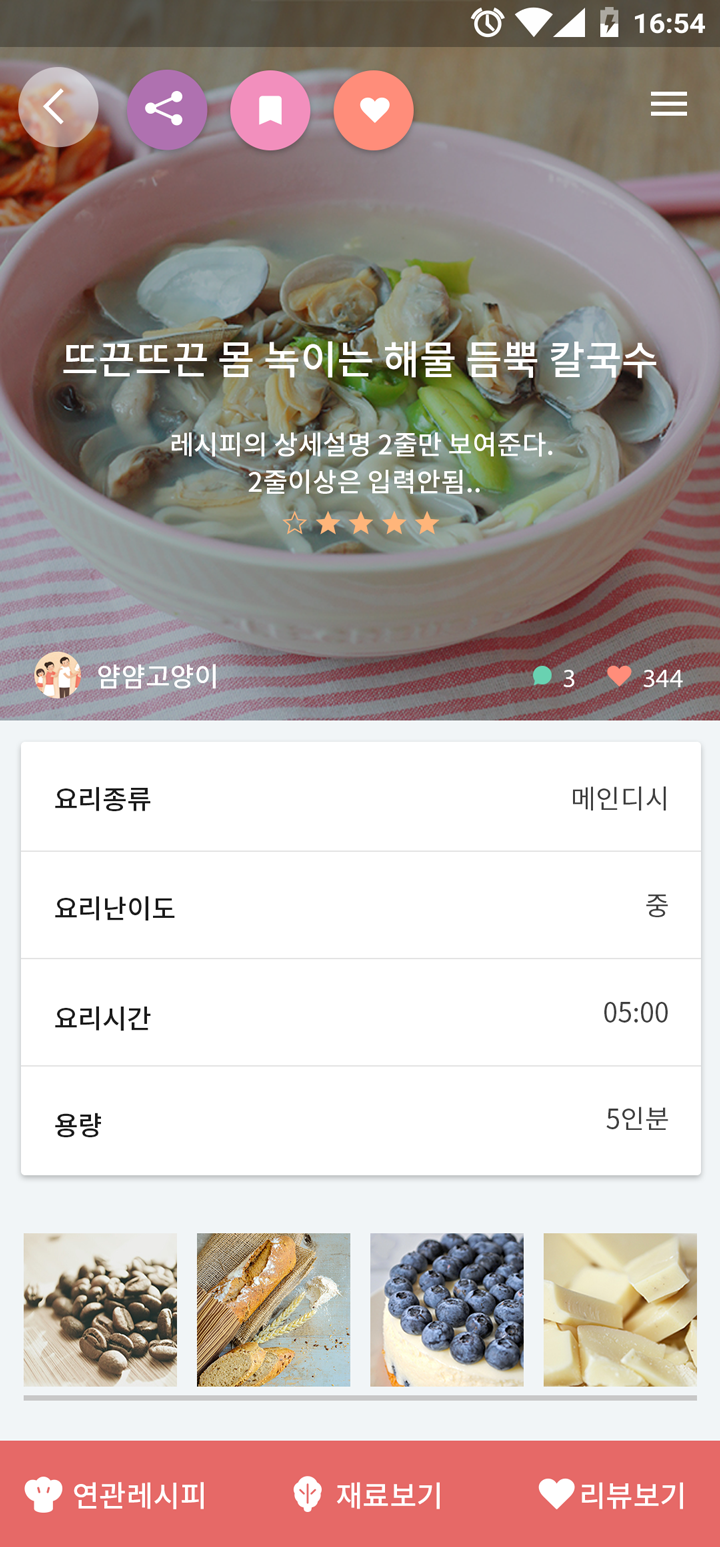 16:54
뜨끈뜨끈 몸 녹이는 해물 듬뿍 칼국수
레시피의 상세설명 2줄만 보여준다.
2줄이상은 입력안됨..
얌얌고양이 3 344
요리종류 메인디시
요리난이도 중
요리시간 05:00
용량 5인분
연관레시피 재료보기 리뷰보기